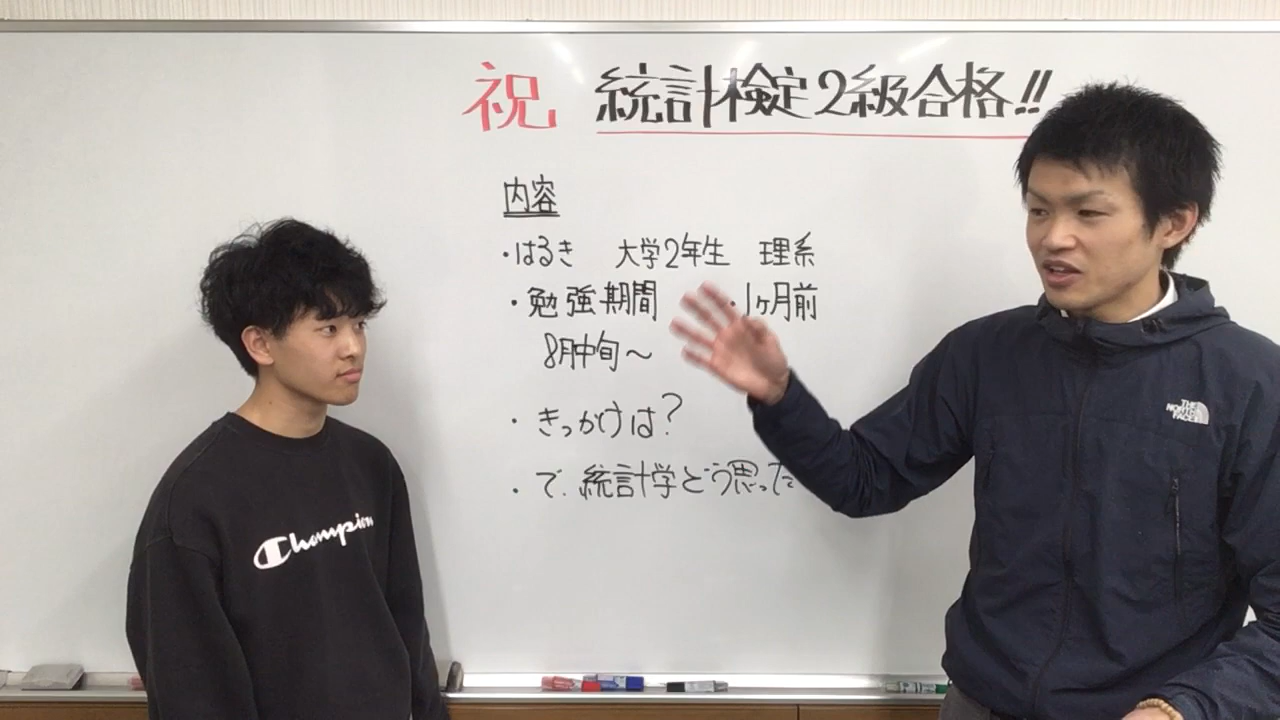 祝 統計検定2級合格!!
内容
・はるき 大学2年生 理系
・勉強期間 ・1ヶ月前
8月中旬〜
・きっかけは?
・で、統計学どう思った
Champion
THE
NORTH
FACE